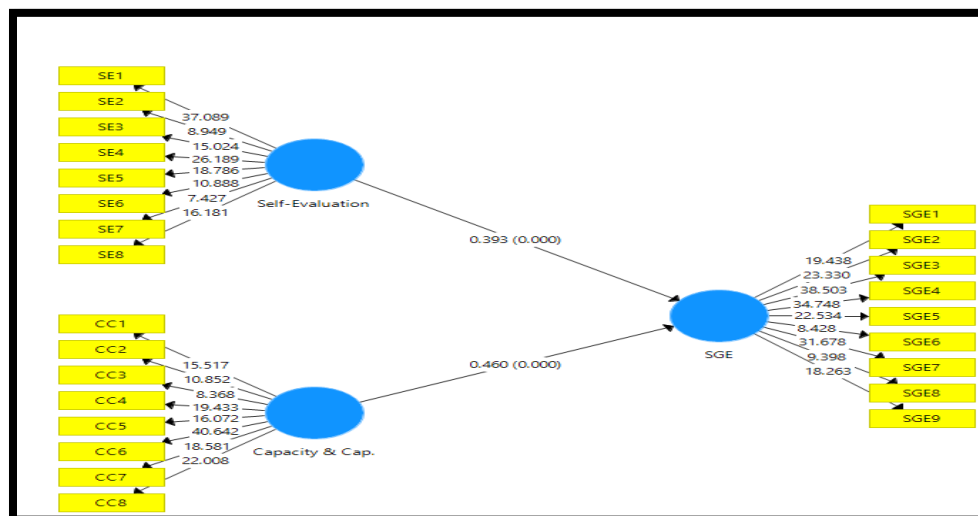 SE1
SE2
SE3
SE4
SE5
SE6
SE7
SE8
37.089
8.949
15.024
26.189
18.786
10.888
7.427
16.181
Self-Evaluation
0.393 (0.000)
CC1
CC2
CC3
CC4
CC5
CC6
CC7
CC8
15.517
10.852
8.368
19.433
16.072
40.642
18.581
22.008
Capacity & Cap.
0.460 (0.000)
SGE
19.438
23.330
38.503
34.748
22.534
8.428
31.678
9.398
18.263
SGE1
SGE2
SGE3
SGE4
SGE5
SGE6
SGE7
SGE8
SGE9